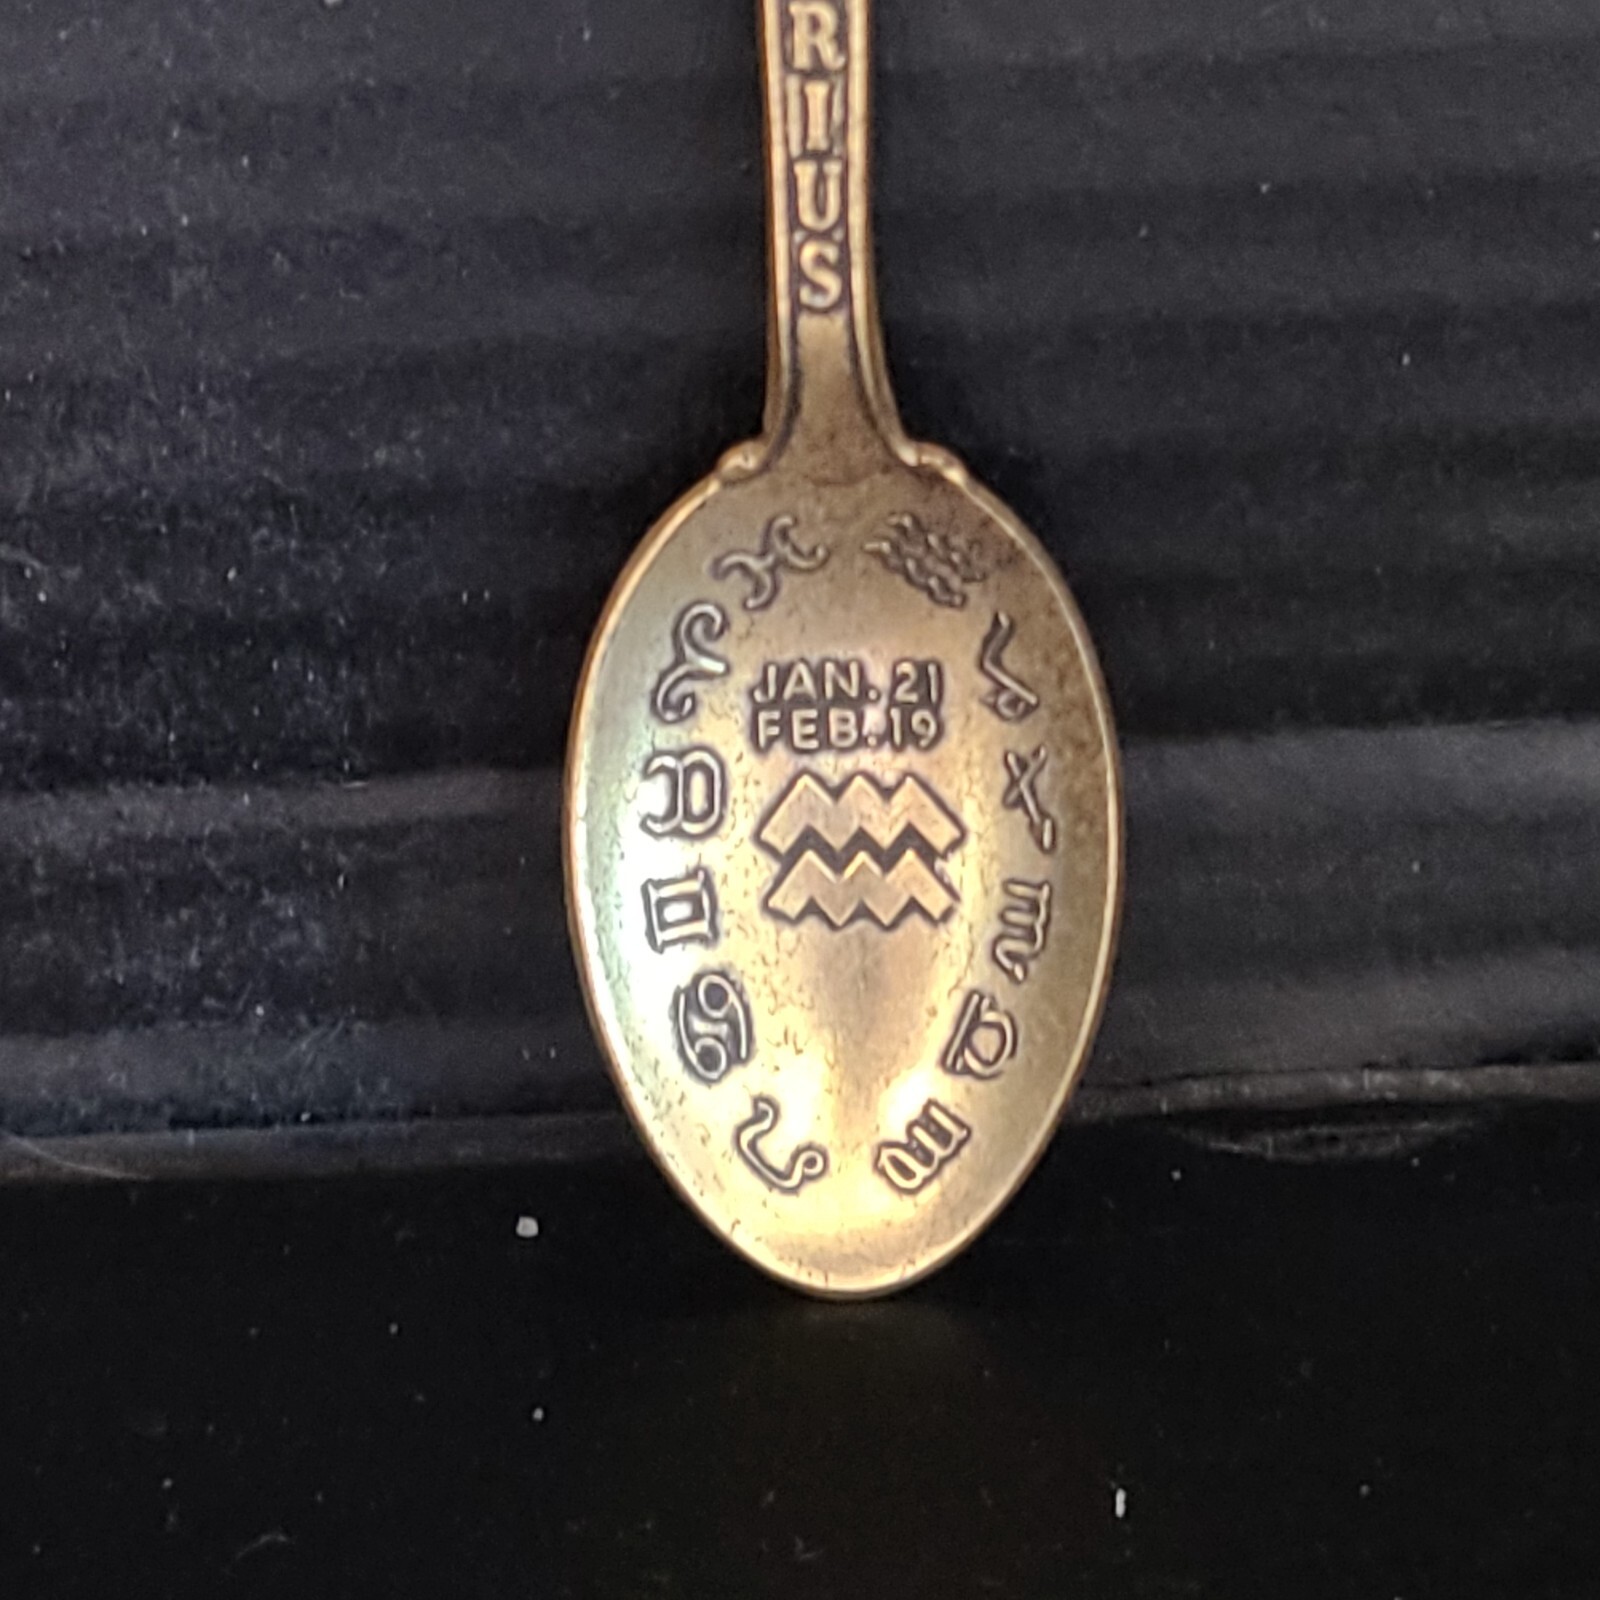 RIUS
JAN. 21
FEB. 19